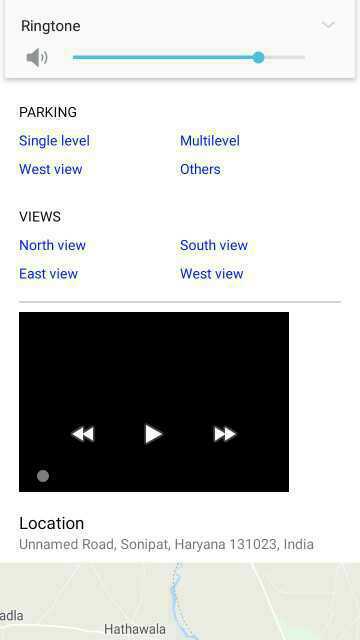 Ringtone
PARKING
Single level Multilevel
West view Others
VIEWS
North view South view
East view West view
Location
Unnamed Road, Sonipat, Haryana 131023, India
adla
Hathawala